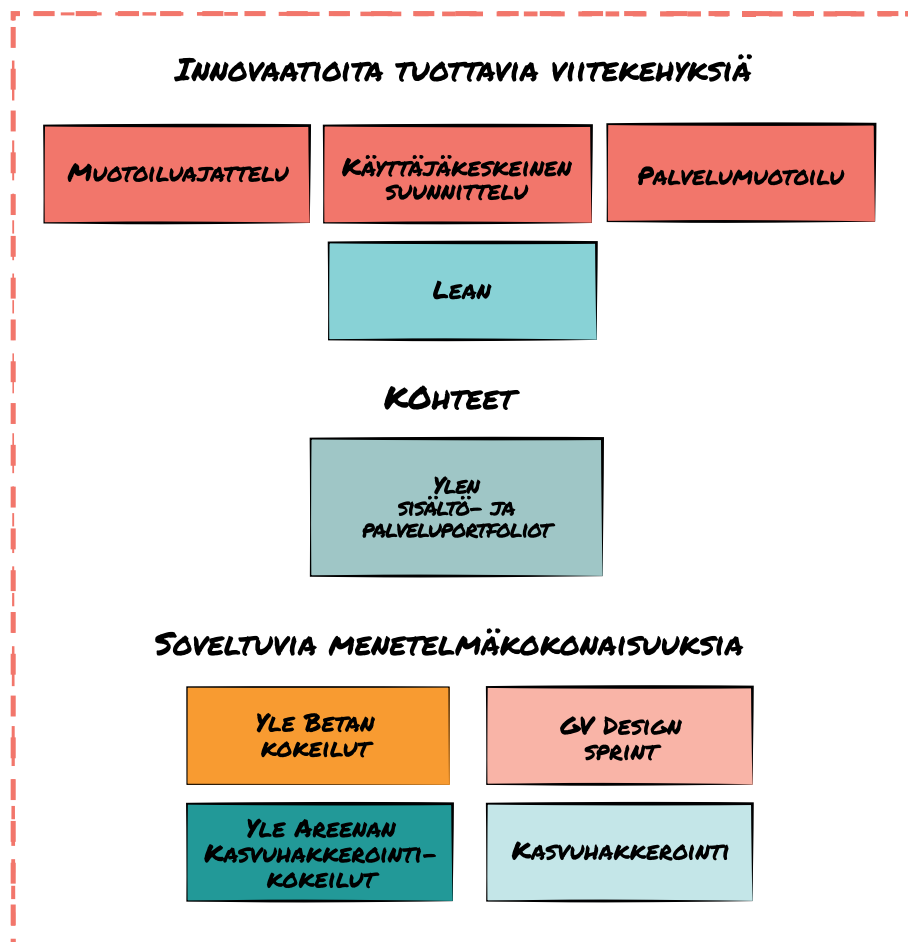 Innovaatioita tuottavia viitekehyksiä
Muotoiluajattelu
Käyttäjäkeskeinen
suunnittelu
Palvelumuotoilu
Lean
KOhteet
Ylen
sisältö- ja
palveluportfoliot
Soveltuvia menetelmäkokonaisuuksia
Yle Betan
kokeilut
GV Design
sprint
Yle Areenan
Kasvuhakkerointi-
kokeilut
Kasvuhakkerointi